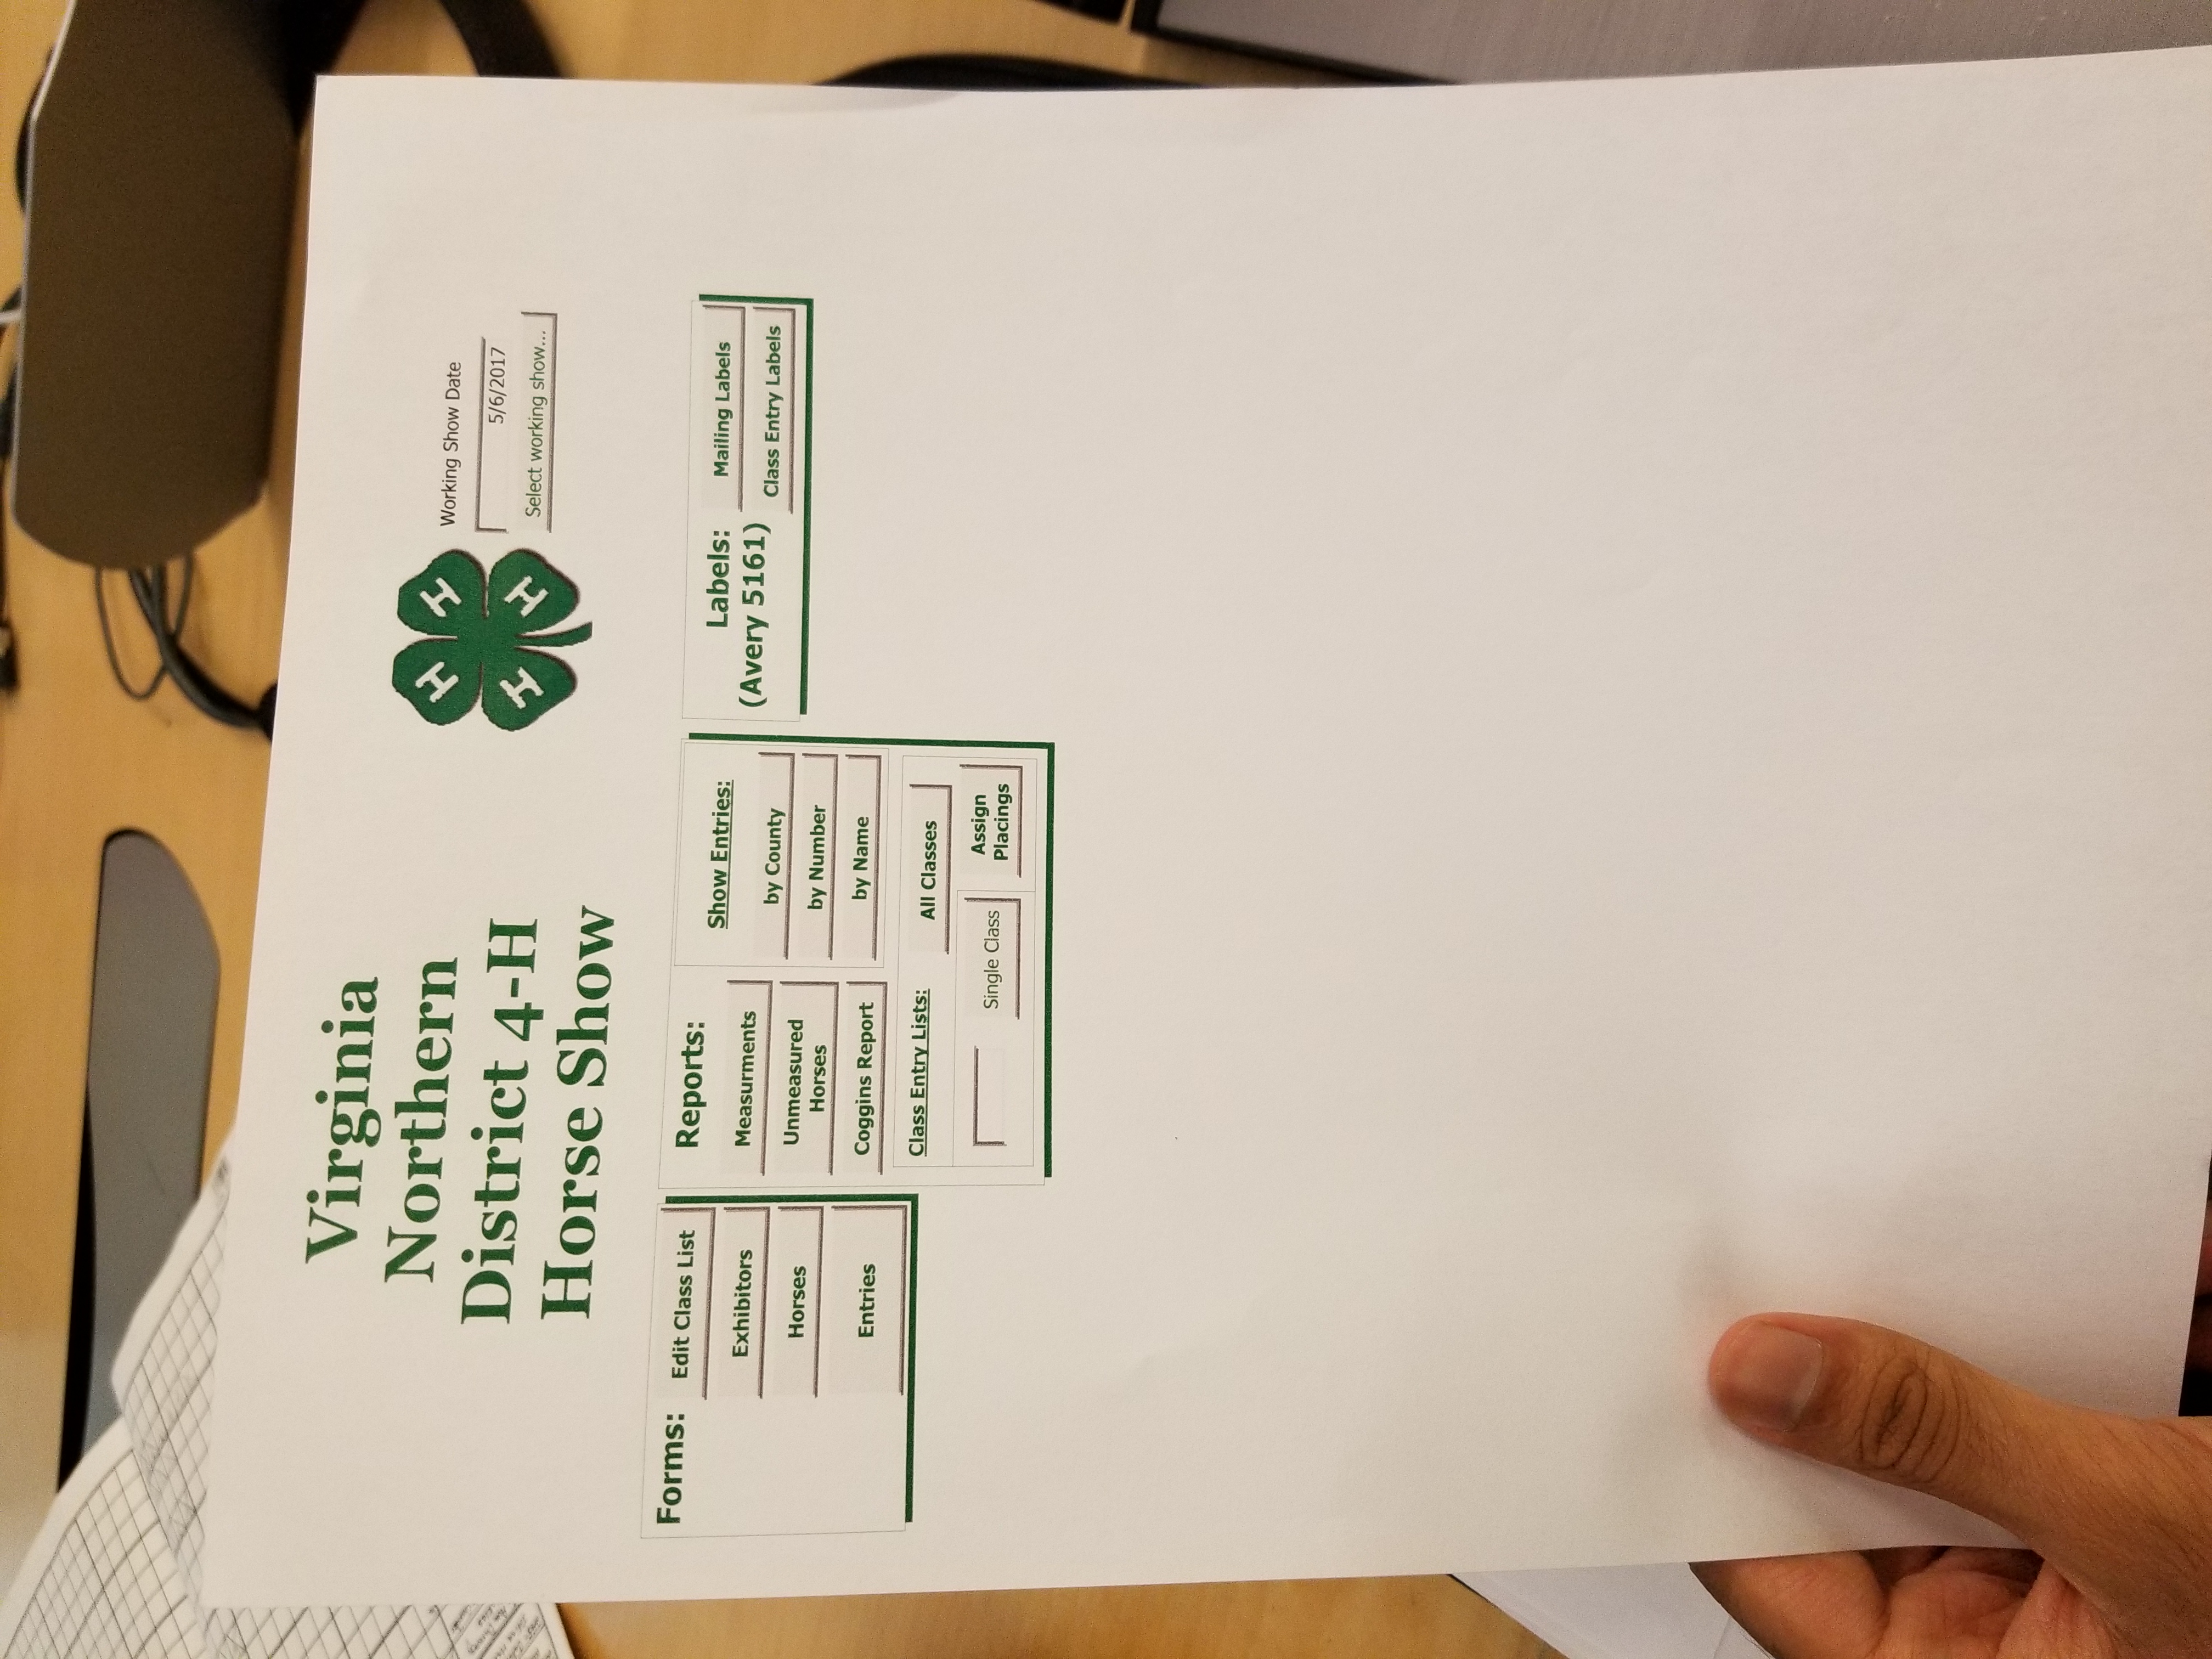 Virginia
Northern
District 4-H
Horse Show
H H
H H
Working Show Date
5/6/2017
Select working show...
Forms:
Edit Class List
Exhibitors
Horses
Entries
Reports:
Measurments
Unmeasured
Horses
Coggins Report
Show Entries:
by County
by Number
by Name
Class Entry Lists:
All Classes
Single Class
Assign
Placings
Labels:
(Avery 5161)
Mailing Labels
Class Entry Labels